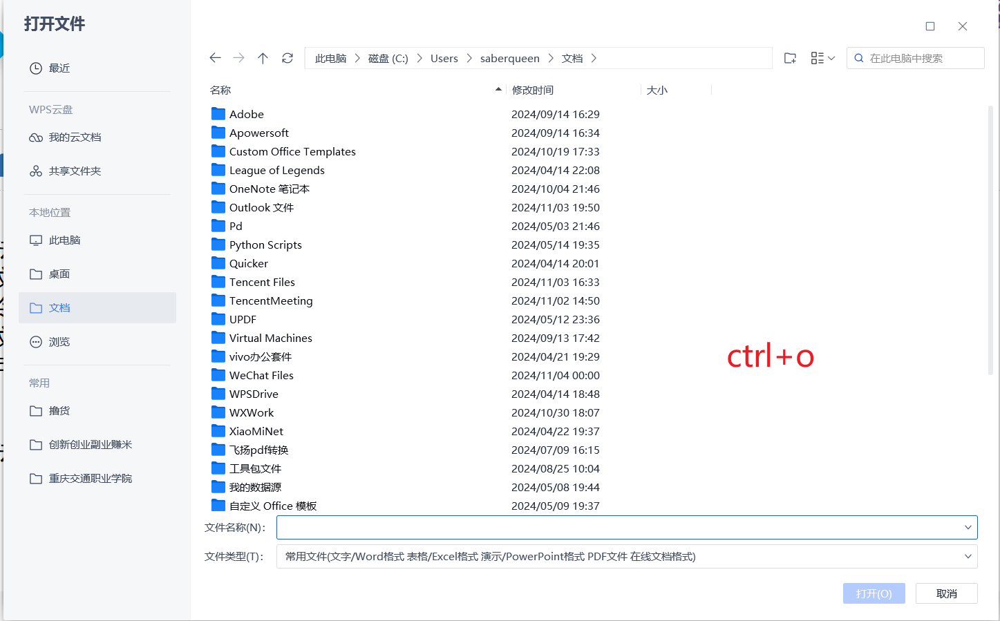 打开文件
最近
WPS云盘
我的云文档
共享文件夹
本地位置
此电脑
桌面
文档
浏览
常用
撸货
创新创业副业赚米
重庆交通职业学院
此电脑 磁盘 (C:) Users saberqueen 文档
在此电脑中搜索
名称 修改时间 大小
Adobe 2024/09/14 16:29
Apowersoft 2024/09/14 16:34
Custom Office Templates 2024/10/19 17:33
League of Legends 2024/04/14 22:08
OneNote 笔记本 2024/10/04 21:46
Outlook 文件 2024/11/03 19:50
Pd 2024/05/03 21:46
Python Scripts 2024/05/14 19:35
Quicker 2024/04/14 20:01
Tencent Files 2024/11/03 16:33
TencentMeeting 2024/11/02 14:50
UPDF 2024/05/12 23:36
Virtual Machines 2024/09/13 17:42
vivo办公套件 2024/04/21 19:29
WeChat Files 2024/11/04 00:00
WPSDrive 2024/04/14 18:48
WXWork 2024/10/30 18:07
XiaoMiNet 2024/04/22 19:37
飞扬pdf转换 2024/07/09 16:15
工具包文件 2024/08/25 10:04
我的数据源 2024/05/08 19:44
自定义 Office 模板 2024/05/09 19:37
ctrl+o
文件名称(N):
文件类型(T): 常用文件(文字/Word格式 表格/Excel格式 演示/PowerPoint格式 PDF文件 在线文档格式)
打开(O) 取消